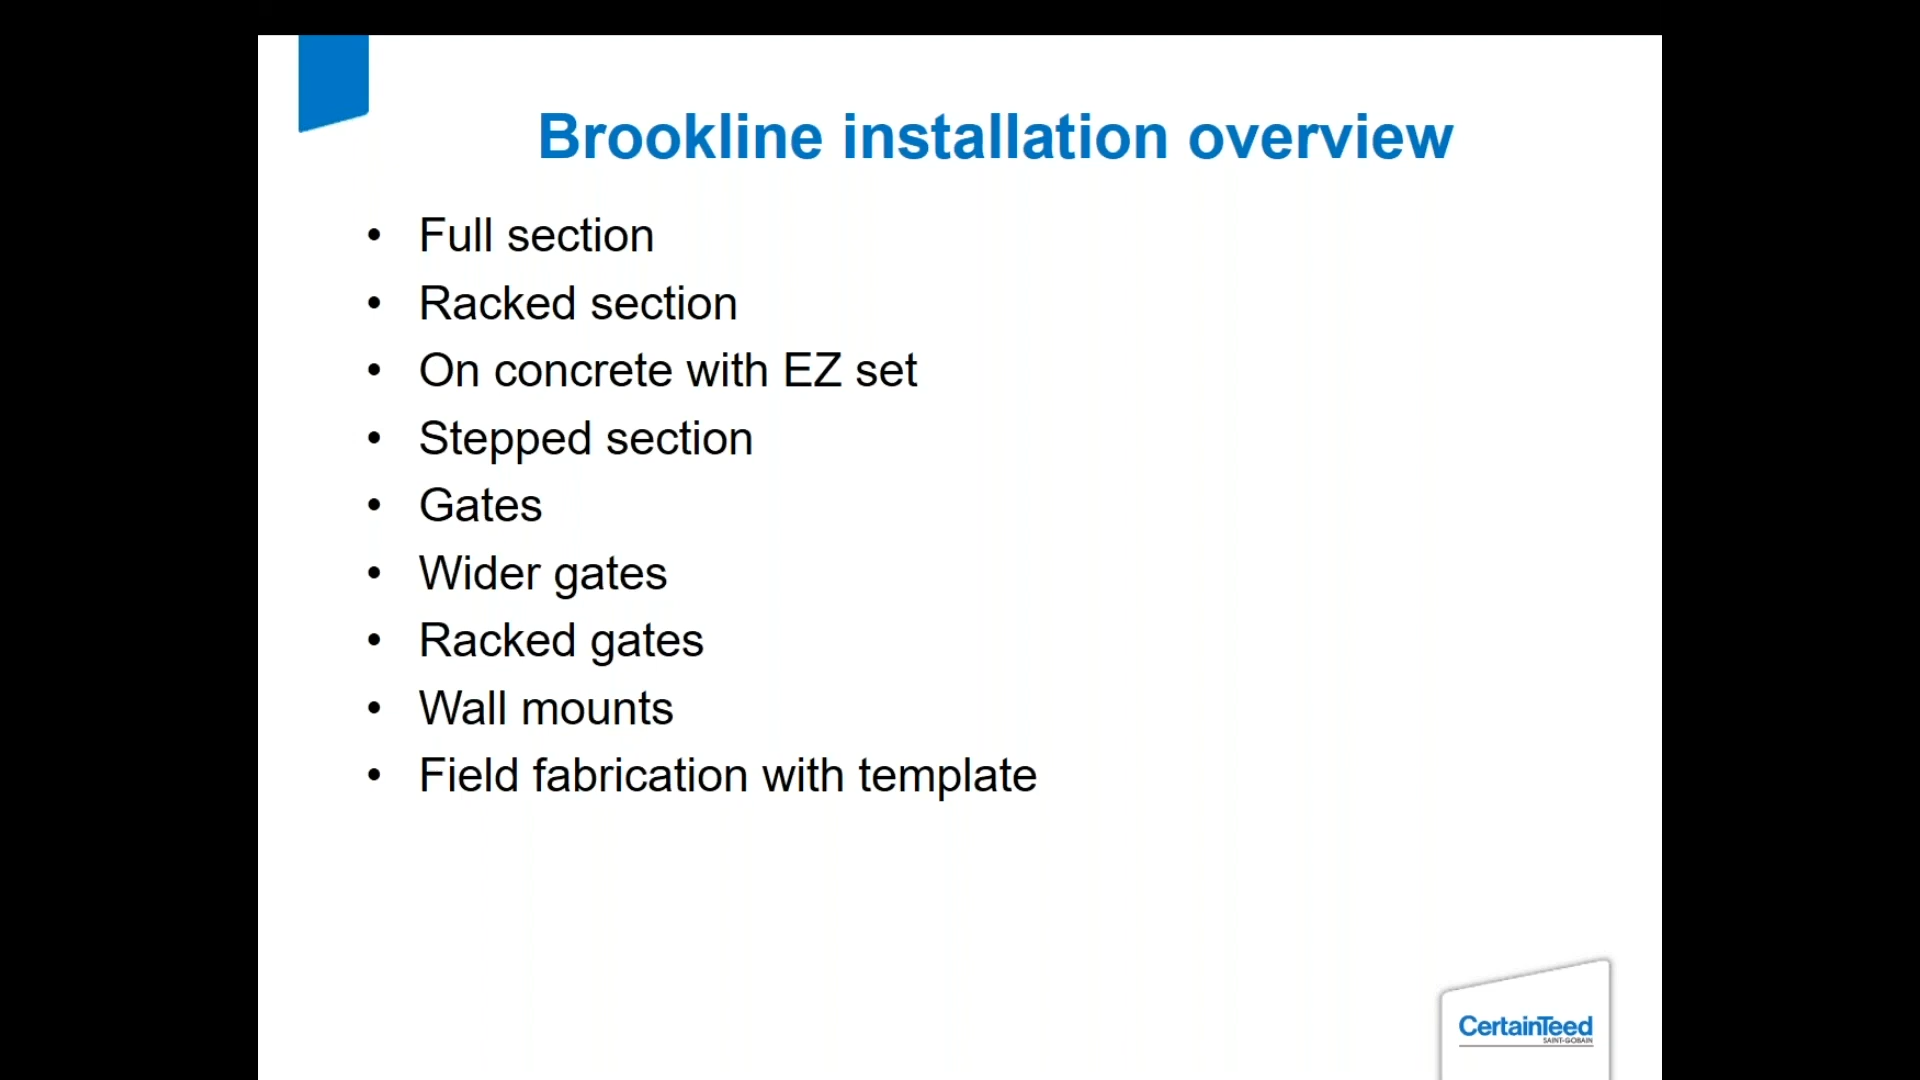 Brookline installation overview
• Full section
• Racked section
• On concrete with EZ set
• Stepped section
• Gates
• Wider gates
• Racked gates
• Wall mounts
• Field fabrication with template
CertainTeed
SAINT-GOBAIN